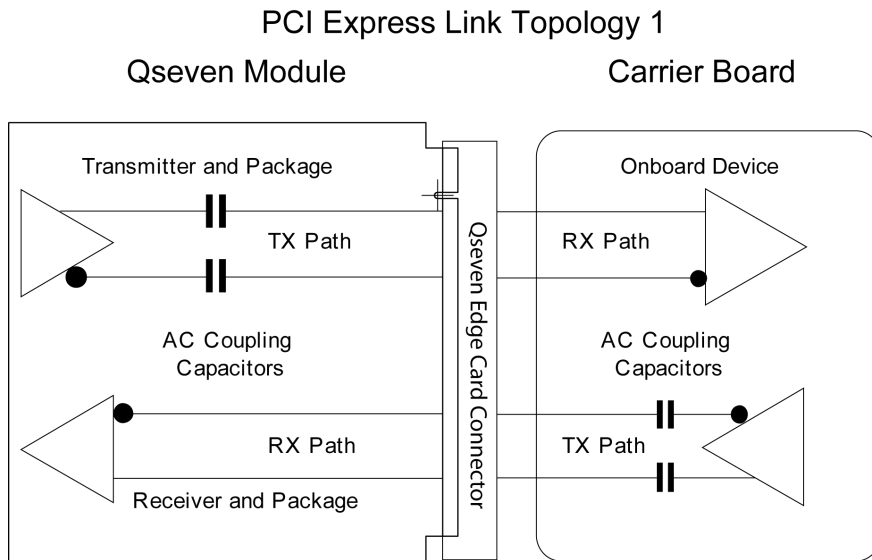 PCI Express Link Topology 1
Qseven Module
Carrier Board
Transmitter and Package
Onboard Device
TX Path
RX Path
Qseven Edge Card Connector
AC Coupling
Capacitors
AC Coupling
Capacitors
RX Path
TX Path
Receiver and Package